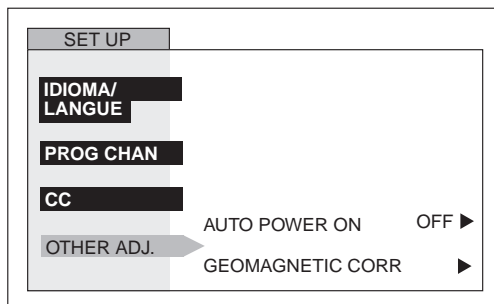 SET UP
IDIOMA/
LANGUE
PROG CHAN
CC
OTHER ADJ.
AUTO POWER ON OFF ▶
GEOMAGNETIC CORR ▶